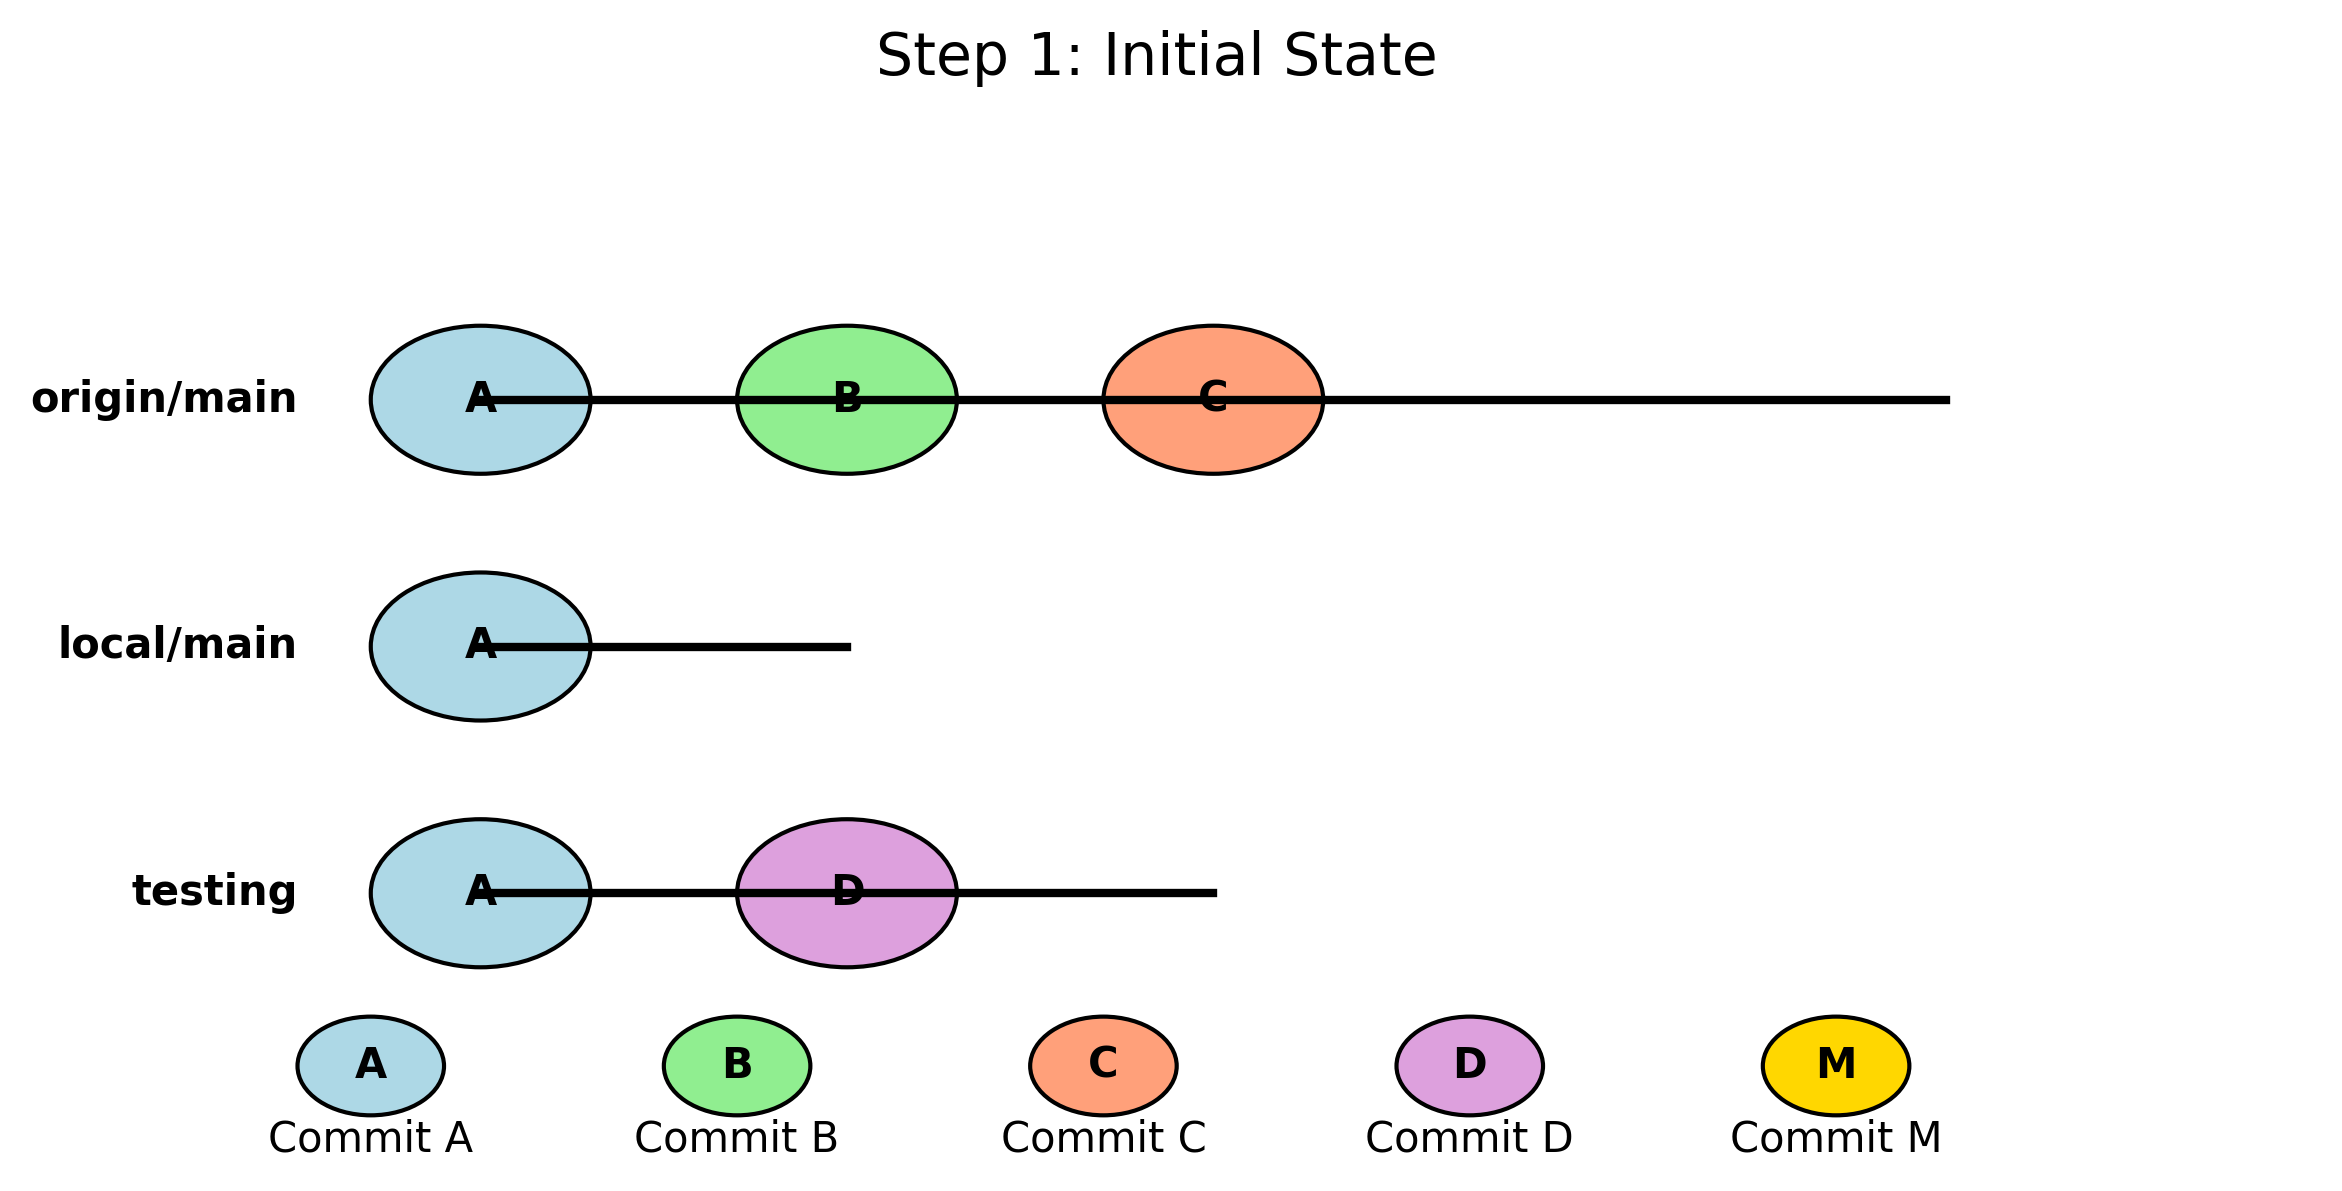 Step 1: Initial State
origin/main
A
B
C
local/main
A
testing
A
D
A
B
C
D
M
Commit A
Commit B
Commit C
Commit D
Commit M